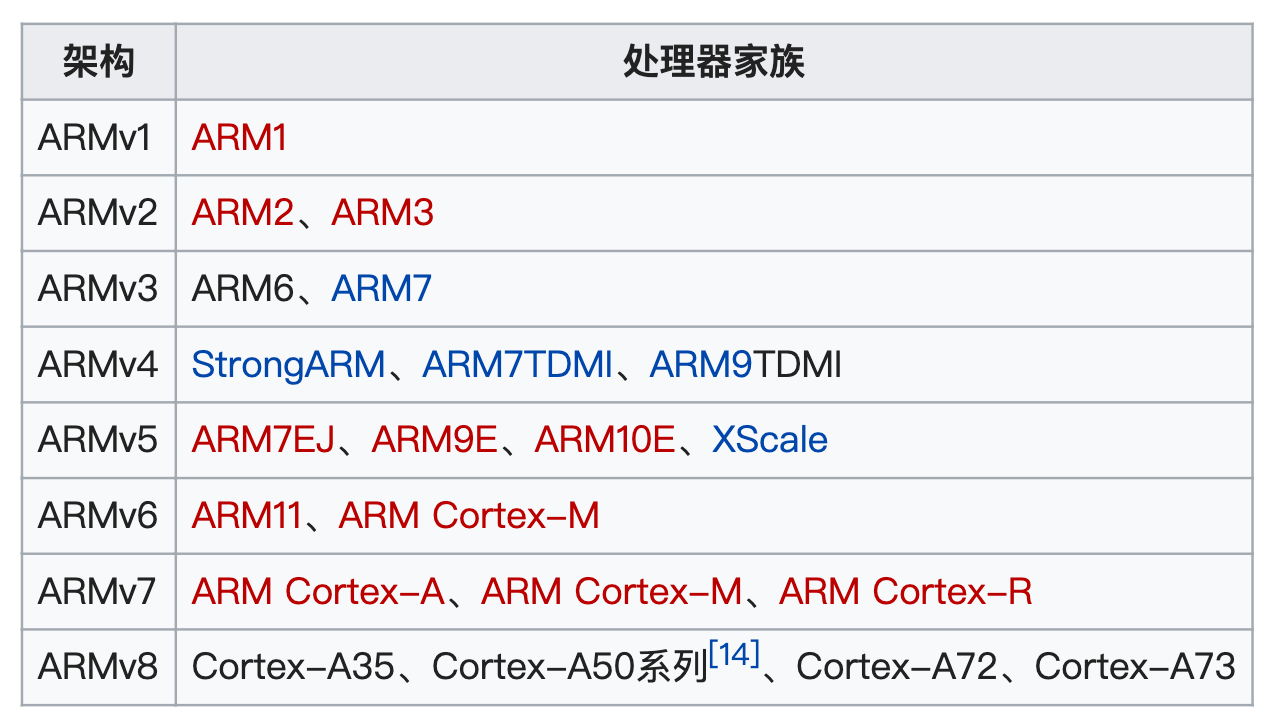 架构 处理器家族
ARMv1 ARM1
ARMv2 ARM2、ARM3
ARMv3 ARM6、ARM7
ARMv4 StrongARM、ARM7TDMI、ARM9TDMI
ARMv5 ARM7EJ、ARM9E、ARM10E、XScale
ARMv6 ARM11、ARM Cortex-M
ARMv7 ARM Cortex-A、ARM Cortex-M、ARM Cortex-R
ARMv8 Cortex-A35、Cortex-A50系列[14]、Cortex-A72、Cortex-A73